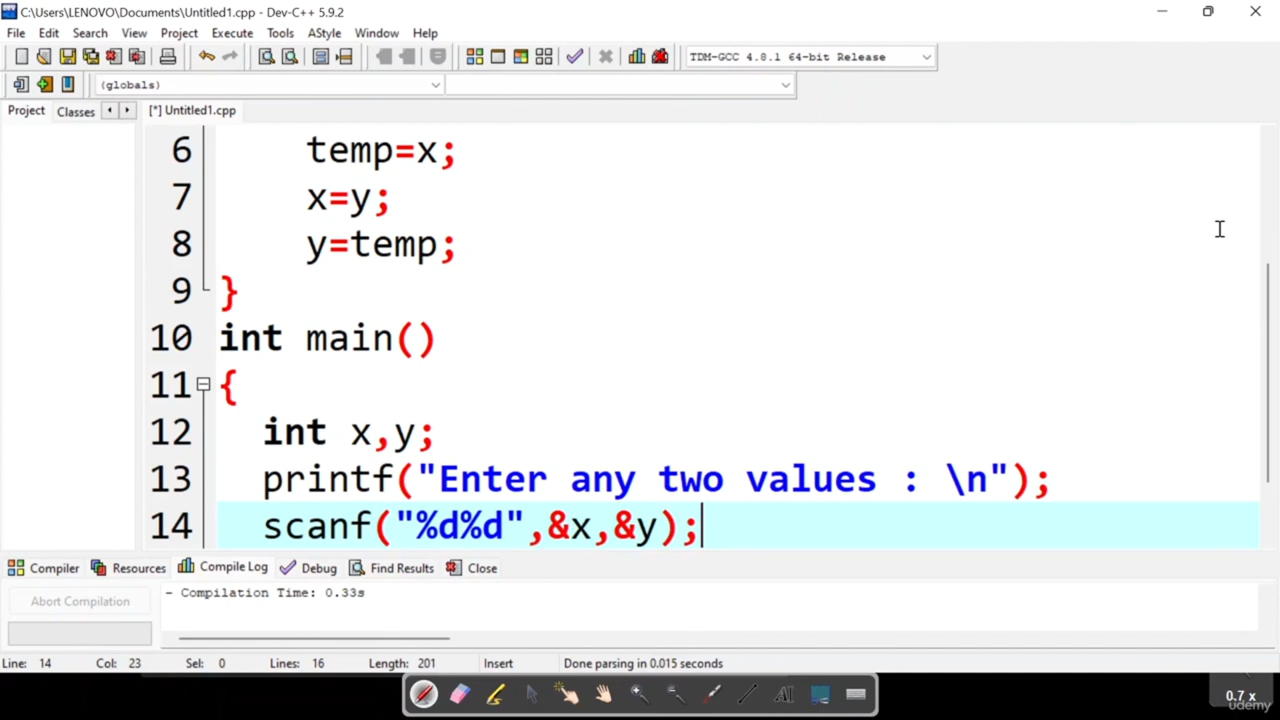 C:\Users\LENOVO\Documents\Untitled1.cpp - Dev-C++ 5.9.2
File Edit Search View Project Execute Tools AStyle Window Help
TDM-GCC 4.8.1 64-bit Release
(globals)
Project Classes [*] Untitled1.cpp
6 temp=x;
7 x=y;
8 y=temp;
9 }
10 int main()
11 {
12 int x,y;
13 printf("Enter any two values : \n");
14 scanf("%d%d",&x,&y);
Compiler Resources Compile Log Debug Find Results Close
- Compilation Time: 0.33s
Abort Compilation
Line: 14 Col: 23 Sel: 0 Lines: 16 Length: 201 Insert Done parsing in 0.015 seconds
AI
0.7 x
udemy